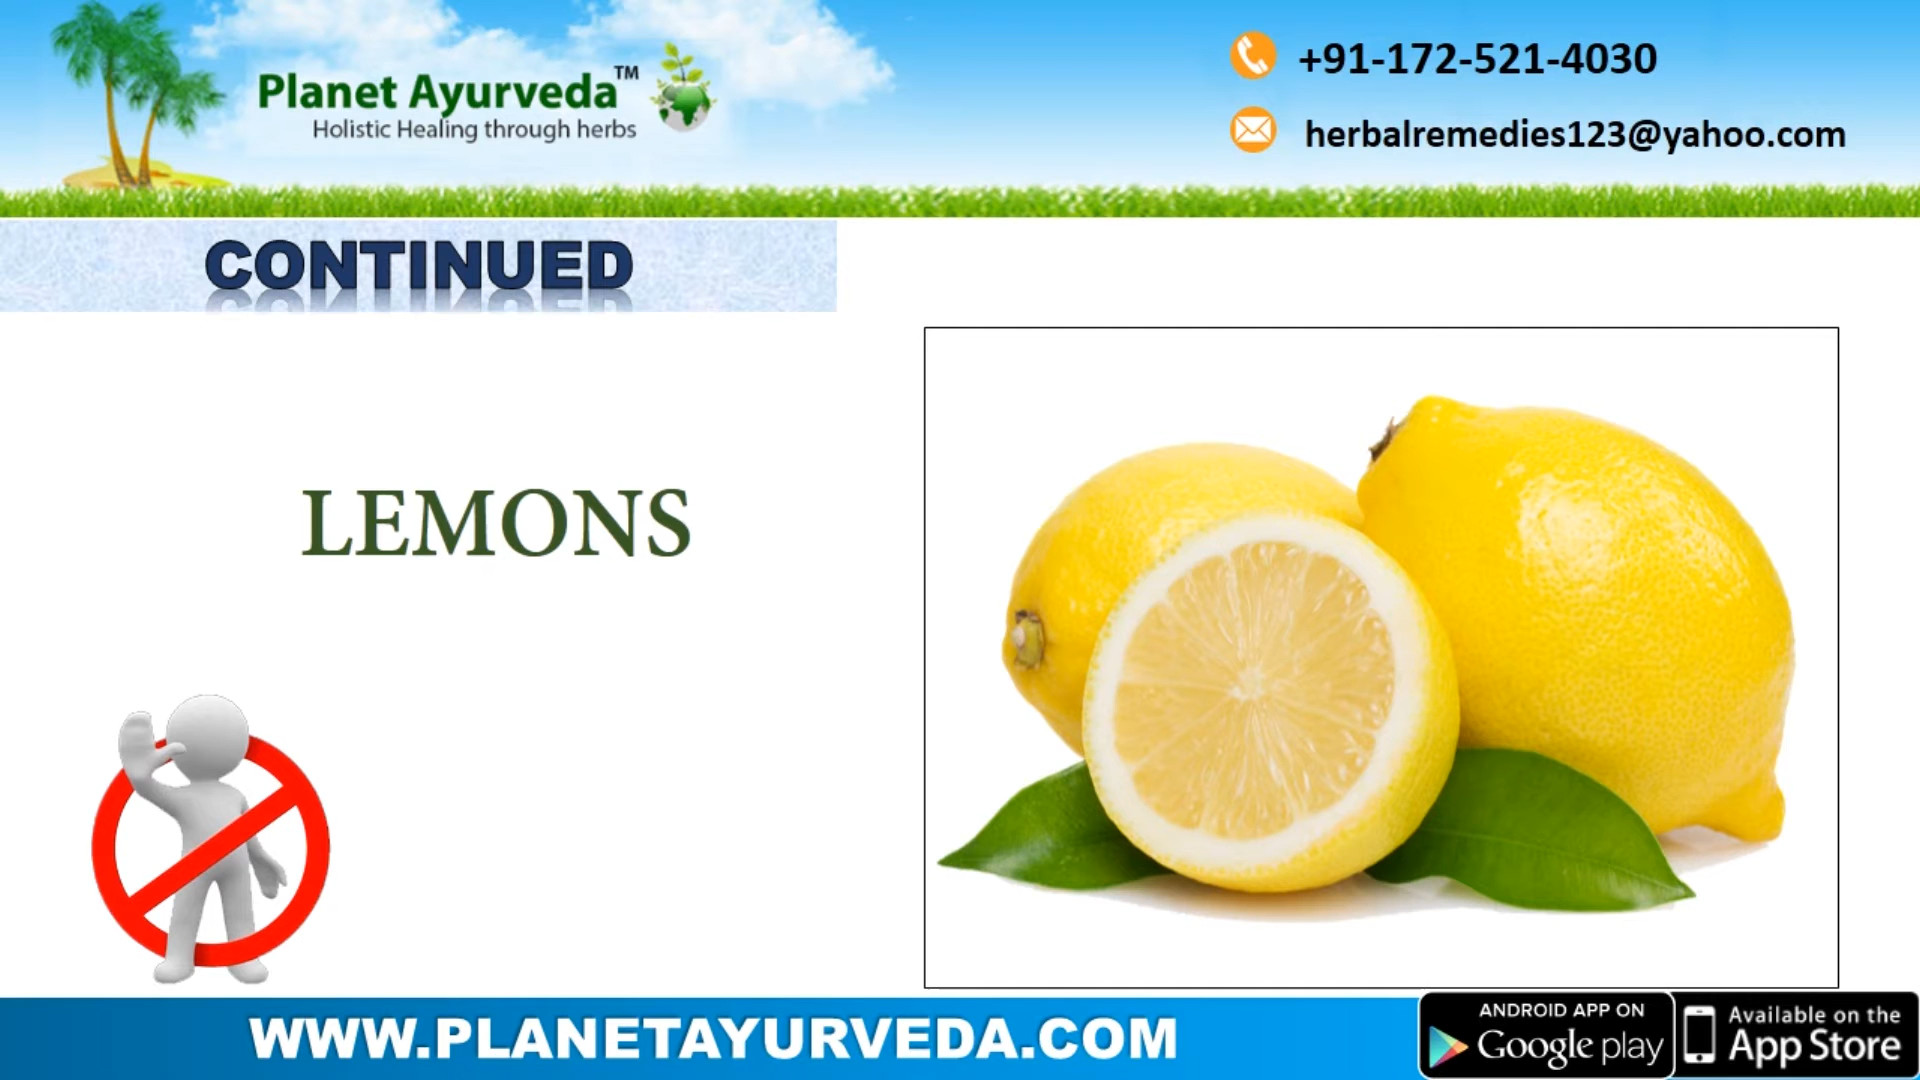 Planet Ayurveda™
Holistic Healing through herbs
+91-172-521-4030
herbalremedies123@yahoo.com
CONTINUED
LEMONS
WWW.PLANETAYURVEDA.COM
ANDROID APP ON
Google play
Available on the
App Store